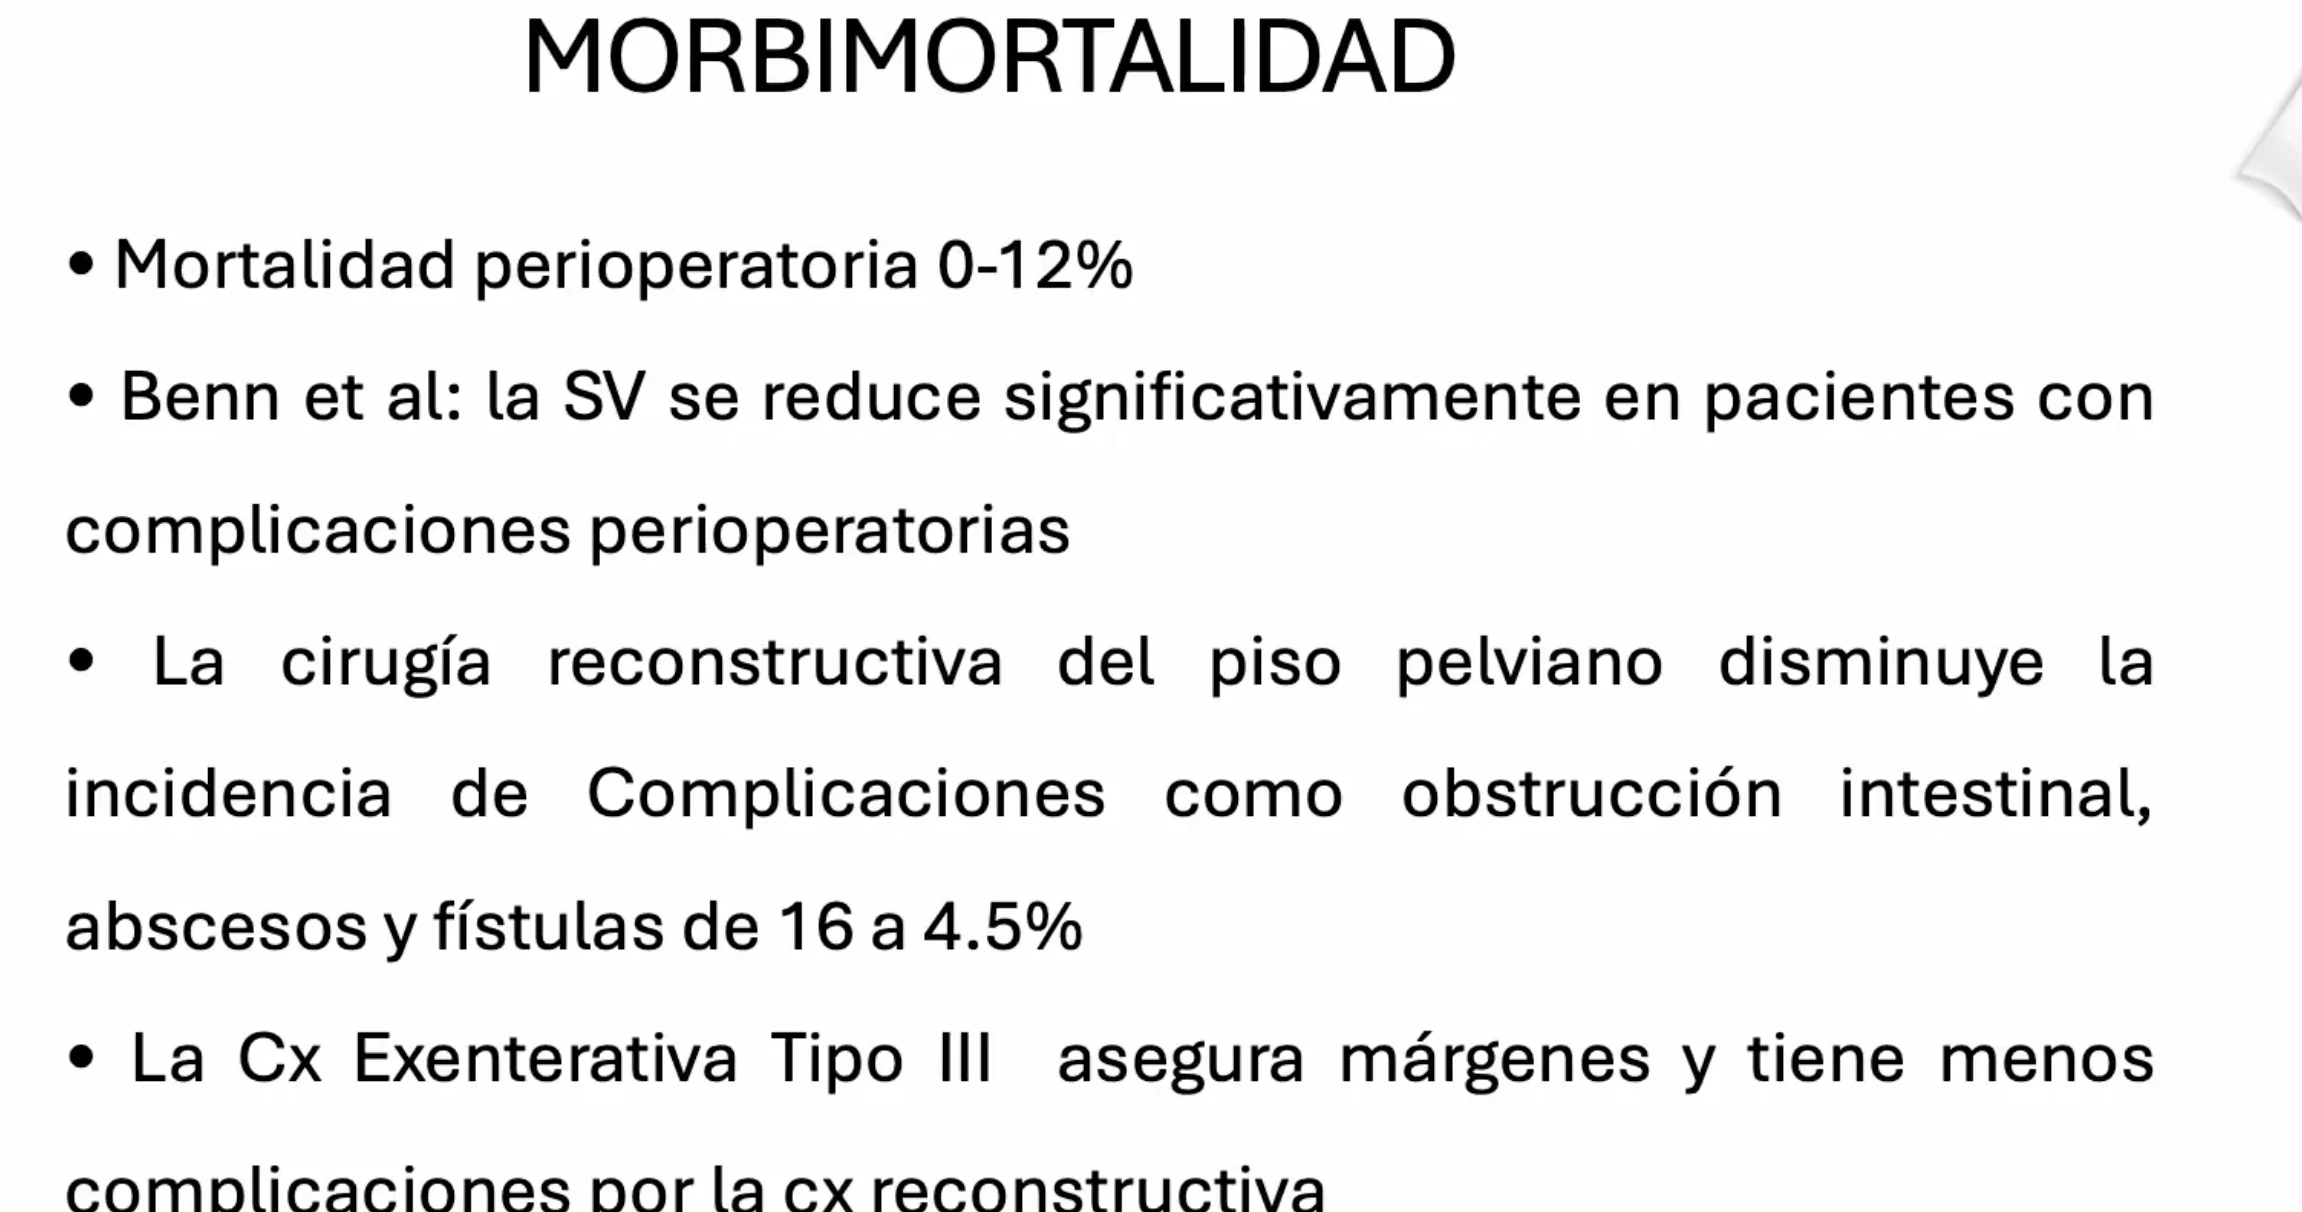 MORBIMORTALIDAD
• Mortalidad perioperatoria 0-12%
• Benn et al: la SV se reduce significativamente en pacientes con
complicaciones perioperatorias
• La cirugía reconstructiva del piso pelviano disminuye la
incidencia de Complicaciones como obstrucción intestinal,
abscesos y fístulas de 16 a 4.5%
• La Cx Exenterativa Tipo III asegura márgenes y tiene menos
complicaciones por la cx reconstructiva